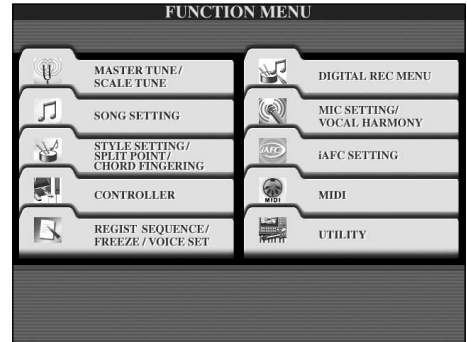 FUNCTION MENU
MASTER TUNE/
SCALE TUNE
SONG SETTING
STYLE SETTING/
SPLIT POINT/
CHORD FINGERING
CONTROLLER
REGIST SEQUENCE/
FREEZE / VOICE SET
DIGITAL REC MENU
MIC SETTING/
VOCAL HARMONY
iAFC
iAFC SETTING
MIDI
MIDI
UTILITY